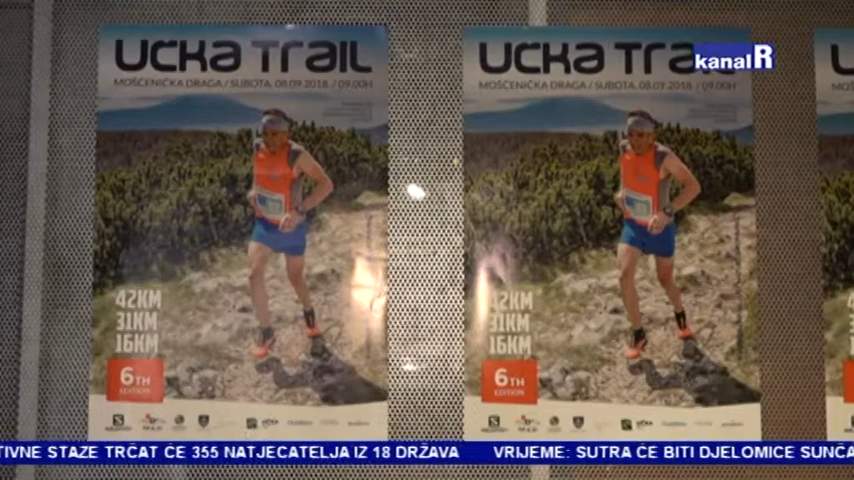 UČKA TRAIL
MOŠĆENIČKA DRAGA / SUBOTA, 08.09.2018. / 09.00H
42KM
31KM
16KM
6TH
EDITION
UČKA TRAIL
MOŠĆENIČKA DRAGA / SUBOTA, 08.09.2018. / 09.00H
42KM
31KM
16KM
6TH
EDITION
kanal R
TIVNE STAZE TRČAT ĆE 355 NATJECATELJA IZ 18 DRŽAVA VRIJEME: SUTRA ĆE BITI DJELOMICE SUNČA